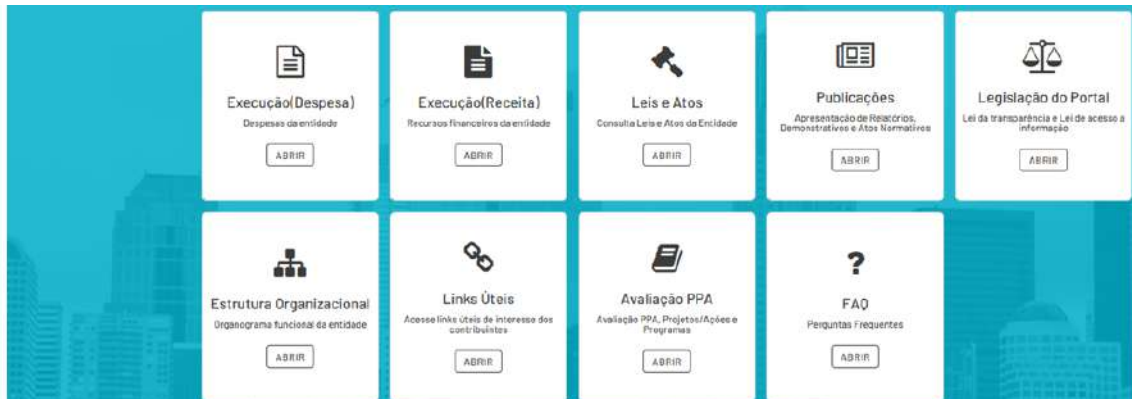 Execução(Despesa)
Despesas da entidade
ABRIR
Execução(Receita)
Recursos financeiros da entidade
ABRIR
Leis e Atos
Consulta Leis e Atos da Entidade
ABRIR
Publicações
Apresentação de Relatórios,
Demonstrativos e Atos Normativos
ABRIR
Legislação do Portal
Lei da transparência e Lei de acesso a
informação
ABRIR
Estrutura Organizacional
Organograma funcional da entidade
ABRIR
Links Úteis
Acesse links úteis de interesse dos
contribuintes
ABRIR
Avaliação PPA
Avaliação PPA, Projetos/Ações e
Programas
ABRIR
?
FAQ
Perguntas Frequentes
ABRIR